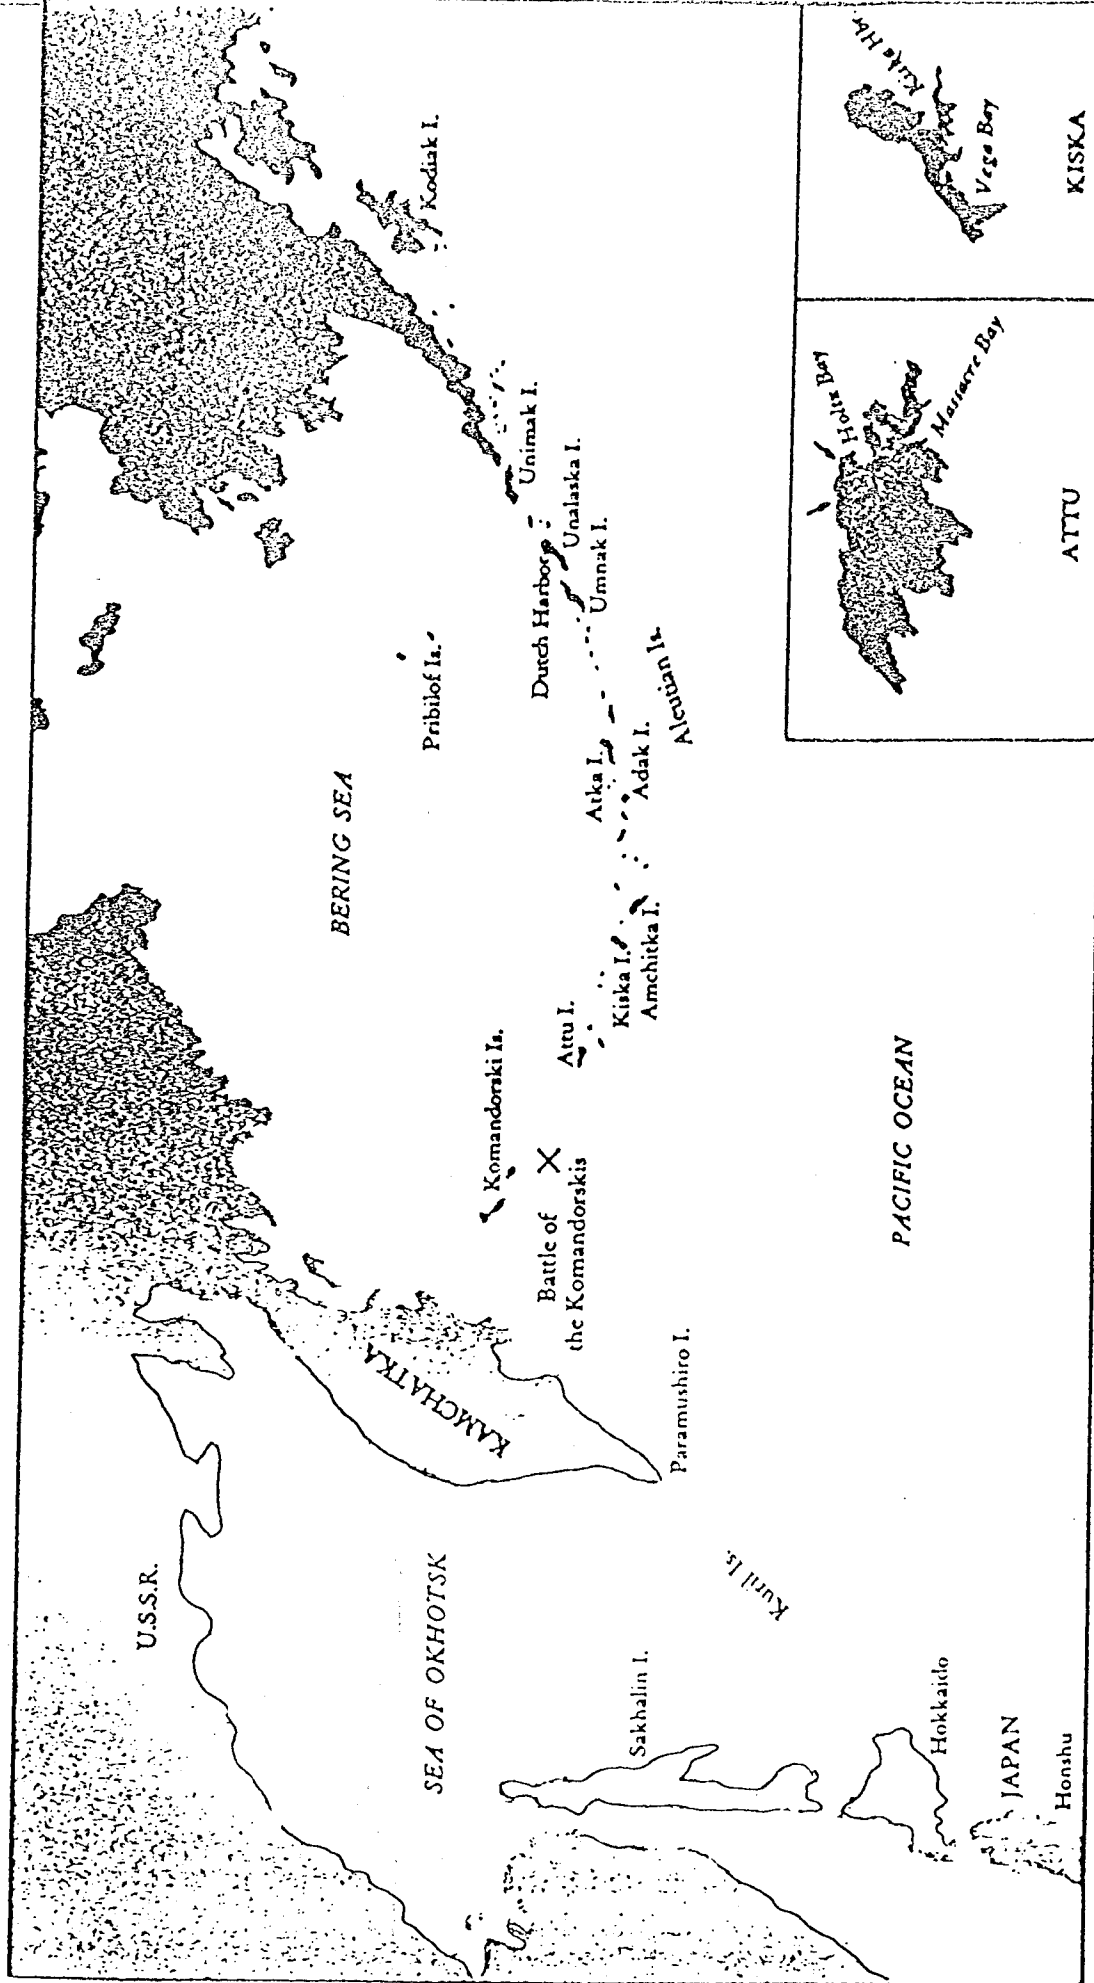 U.S.S.R.
SEA OF OKHOTSK
Sakhalin I.
Hokkaido
JAPAN
Honshu
Kuril Is.
KAMCHATKA
Paramushiro I.
Battle of
the Komandorskis
Komandorski Is.
BERING SEA
Attu I.
Kiska I.
Amchitka I.
Pribilof Is.
Atka I.
Adak I.
Aleutian Is.
Dutch Harbor
Umnak I.
Unalaska I.
Unimak I.
Kodiak I.
PACIFIC OCEAN
Holtz Bay
Massacre Bay
ATTU
Kiska Hbr
Vega Bay
KISKA